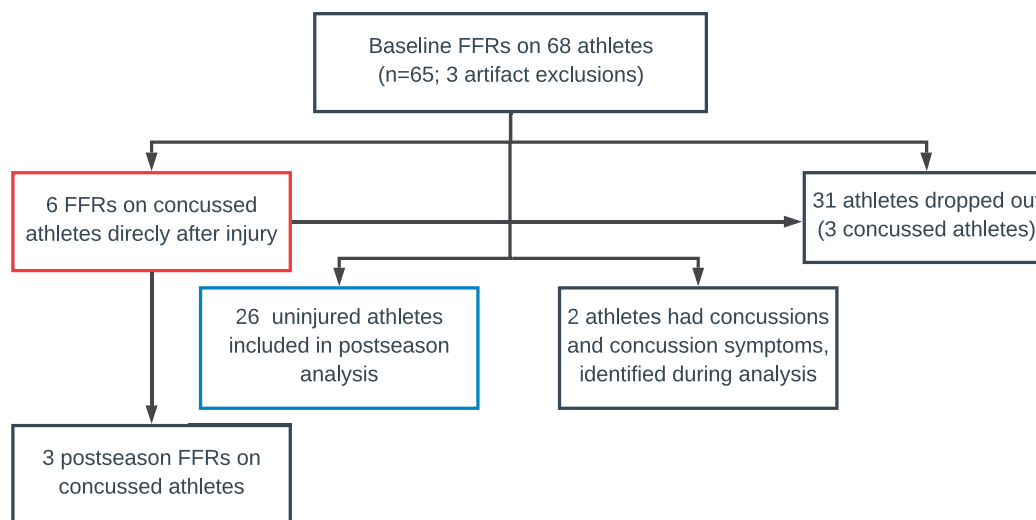 Baseline FFRs on 68 athletes
(n=65; 3 artifact exclusions)
6 FFRs on concussed
athletes direcly after injury
31 athletes dropped out
(3 concussed athletes)
26 uninjured athletes
included in postseason
analysis
2 athletes had concussions
and concussion symptoms,
identified during analysis
3 postseason FFRs on
concussed athletes